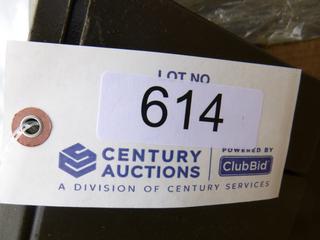 LOT NO
614
CENTURY
AUCTIONS
POWERED BY
ClubBid
A DIVISION OF CENTURY SERVICES